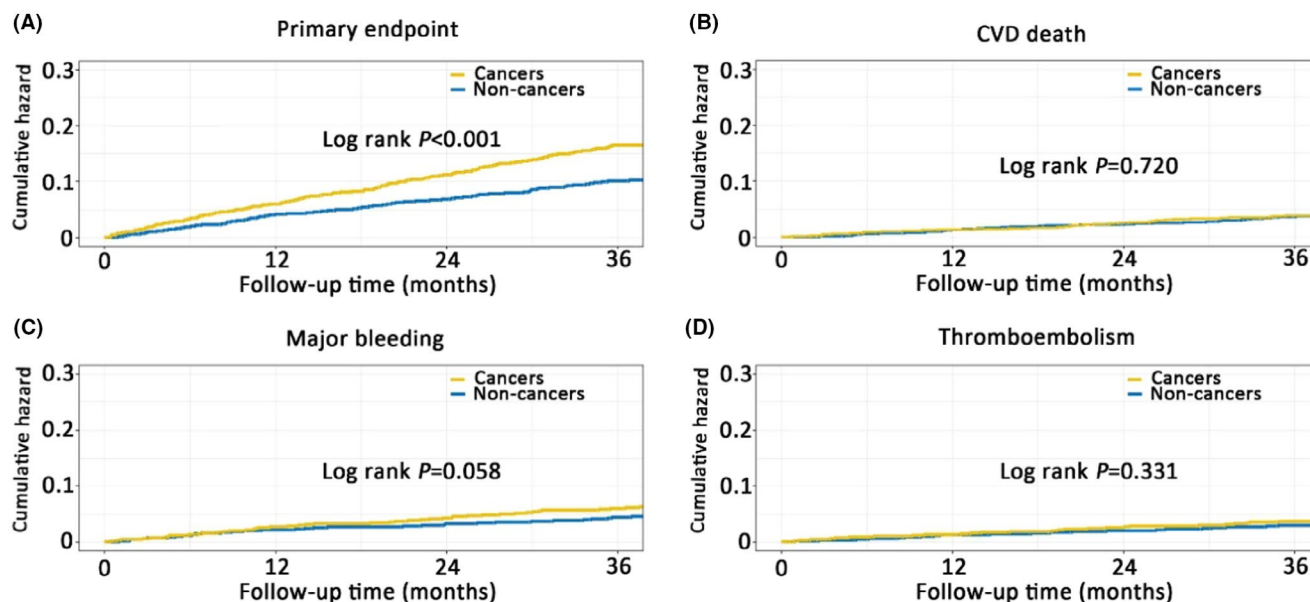 (A)
Primary endpoint
Cumulative hazard
0.3
0.2
0.1
0
Cancers
Non-cancers
Log rank P<0.001
0 12 24 36
Follow-up time (months)
(B)
CVD death
Cumulative hazard
0.3
0.2
0.1
0
Cancers
Non-cancers
Log rank P=0.720
0 12 24 36
Follow-up time (months)
(C)
Major bleeding
Cumulative hazard
0.3
0.2
0.1
0
Cancers
Non-cancers
Log rank P=0.058
0 12 24 36
Follow-up time (months)
(D)
Thromboembolism
Cumulative hazard
0.3
0.2
0.1
0
Cancers
Non-cancers
Log rank P=0.331
0 12 24 36
Follow-up time (months)